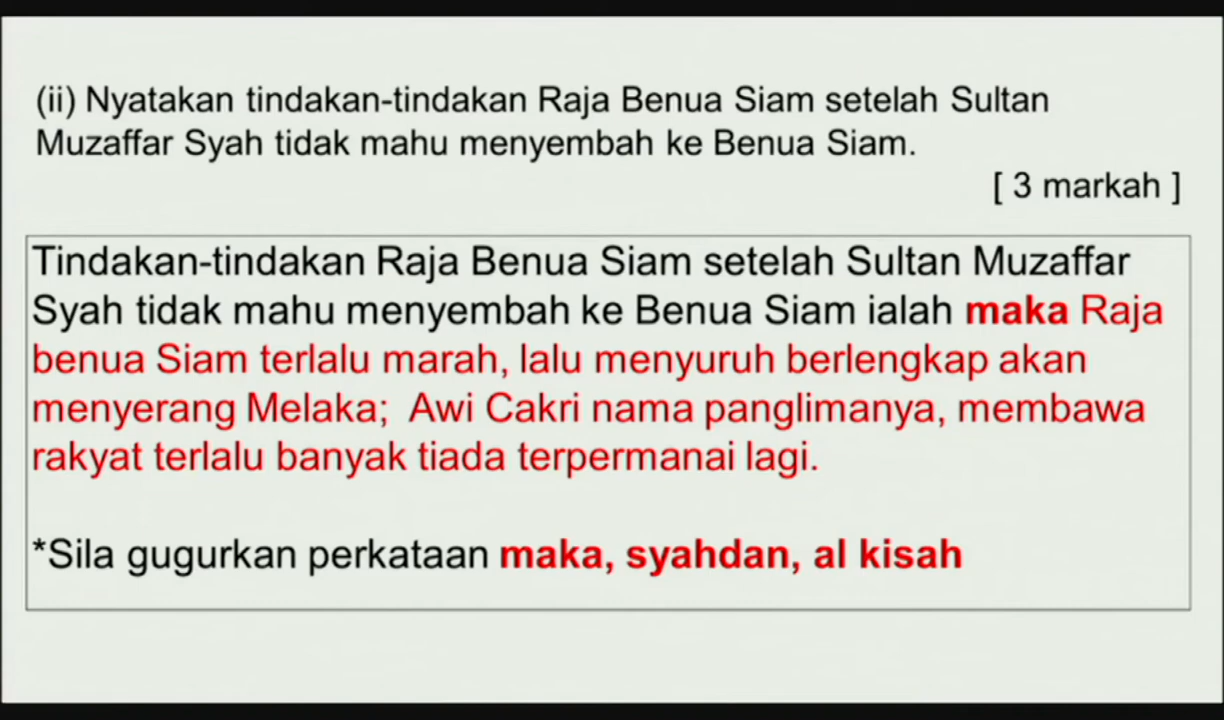 (ii) Nyatakan tindakan-tindakan Raja Benua Siam setelah Sultan
Muzaffar Syah tidak mahu menyembah ke Benua Siam.
[ 3 markah ]
Tindakan-tindakan Raja Benua Siam setelah Sultan Muzaffar
Syah tidak mahu menyembah ke Benua Siam ialah maka Raja
benua Siam terlalu marah, lalu menyuruh berlengkap akan
menyerang Melaka; Awi Cakri nama panglimanya, membawa
rakyat terlalu banyak tiada terpermanai lagi.
*Sila gugurkan perkataan maka, syahdan, al kisah